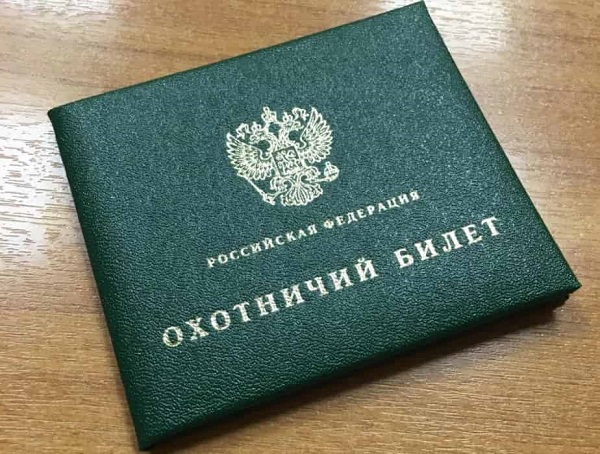 РОССИЙСКАЯ ФЕДЕРАЦИЯ
ОХОТНИЧИЙ БИЛЕТ